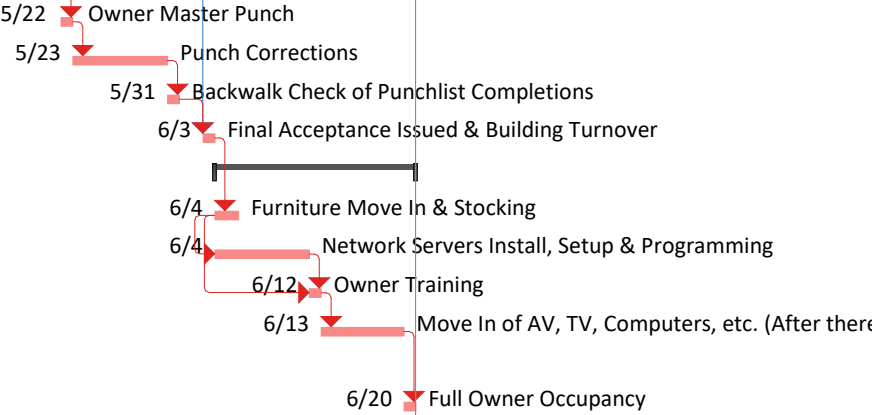 5/22 Owner Master Punch
5/23 Punch Corrections
5/31 Backwalk Check of Punchlist Completions
6/3 Final Acceptance Issued & Building Turnover
6/4 Furniture Move In & Stocking
6/4 Network Servers Install, Setup & Programming
6/12 Owner Training
6/13 Move In of AV, TV, Computers, etc. (After there
6/20 Full Owner Occupancy